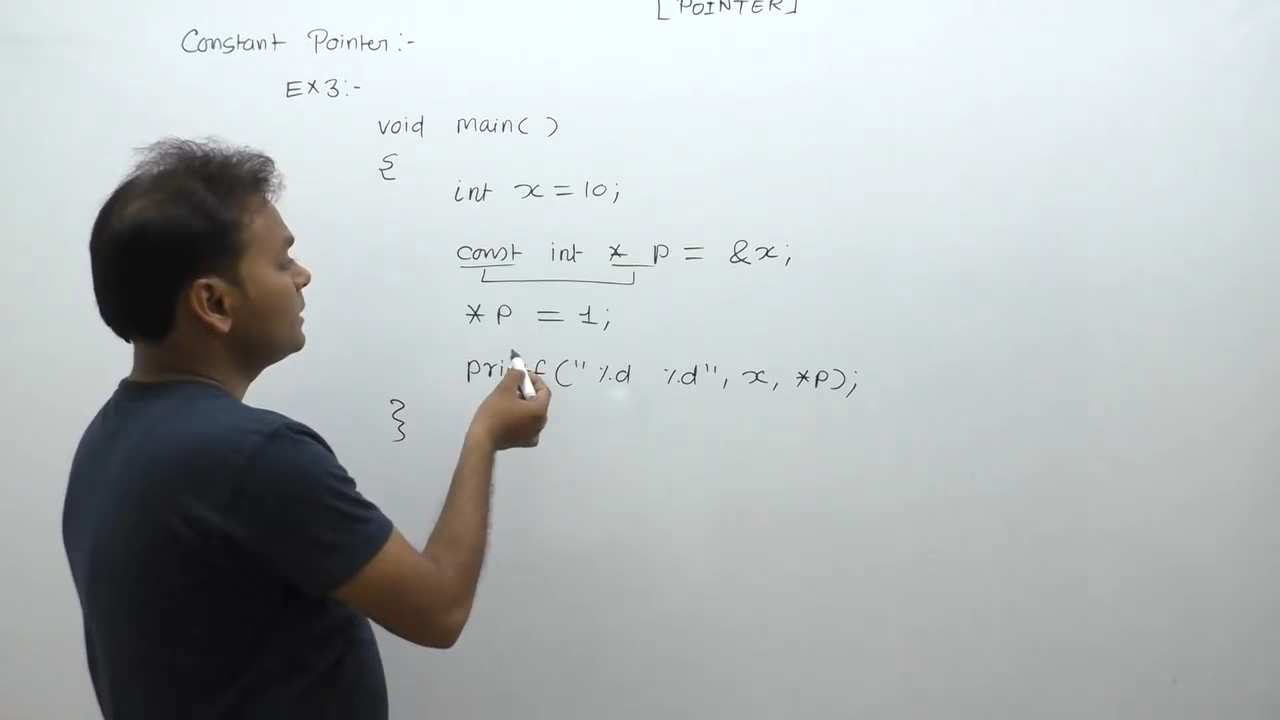 [POINTER]
Constant Pointer:-
EX3:-
void main( )
{
int x = 10;
const int * p = &x;
*p = 1;
printf("%d %d", x, *p);
}